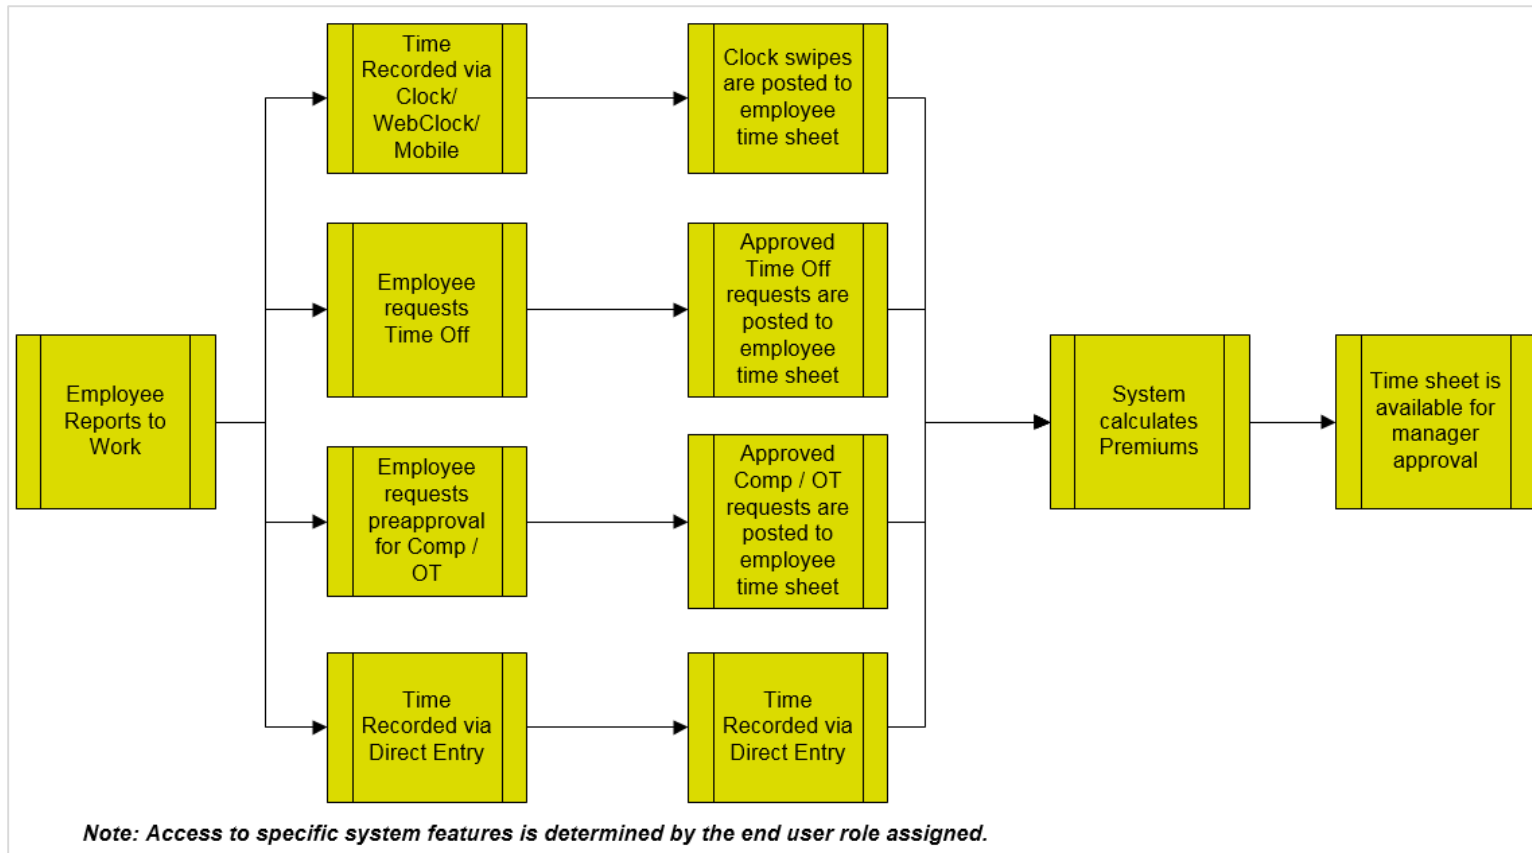 Time
Recorded via
Clock/
WebClock/
Mobile
Clock swipes
are posted to
employee
time sheet
Employee
requests
Time Off
Approved
Time Off
requests are
posted to
employee
time sheet
Employee
Reports to
Work
System
calculates
Premiums
Time sheet is
available for
manager
approval
Employee
requests
preapproval
for Comp /
OT
Approved
Comp / OT
requests are
posted to
employee
time sheet
Time
Recorded via
Direct Entry
Time
Recorded via
Direct Entry
Note: Access to specific system features is determined by the end user role assigned.